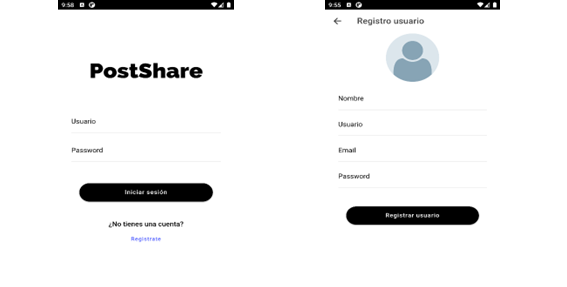 9:58
PostShare
Usuario
Password
Iniciar sesión
¿No tienes una cuenta?
Registrate
9:55
Registro usuario
Nombre
Usuario
Email
Password
Registrar usuario